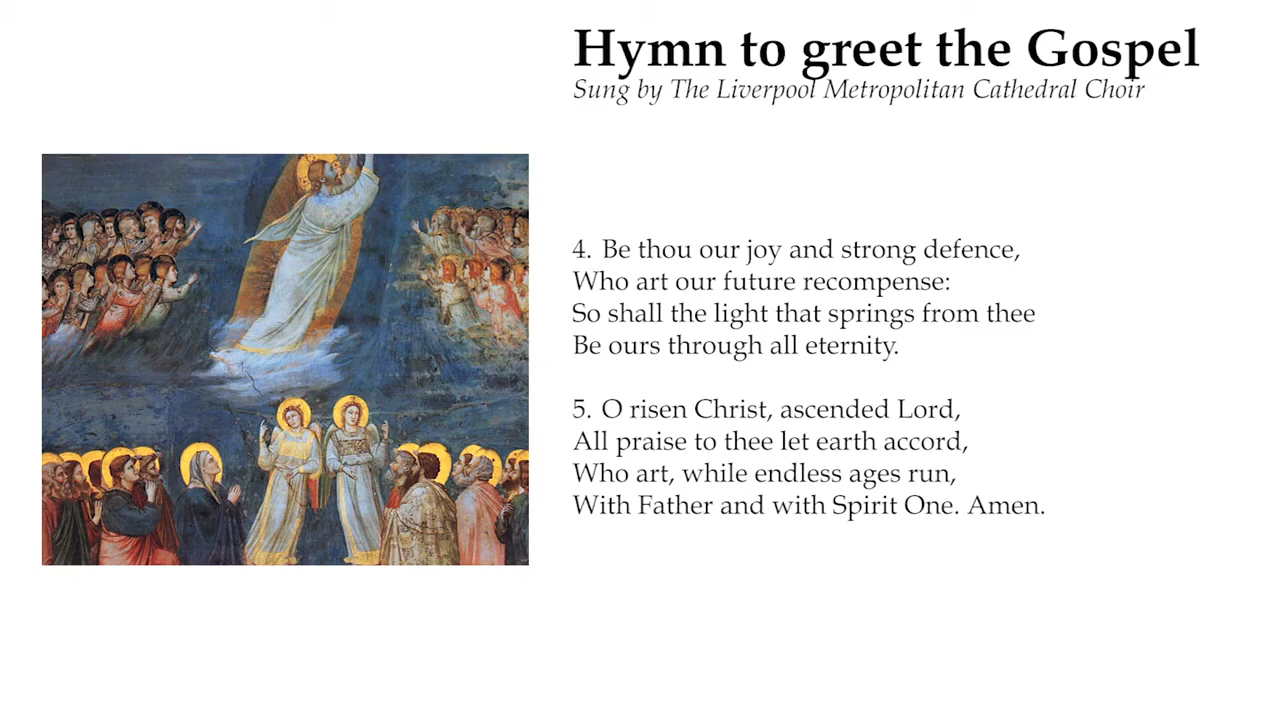 Hymn to greet the Gospel
Sung by The Liverpool Metropolitan Cathedral Choir
4. Be thou our joy and strong defence,
Who art our future recompense:
So shall the light that springs from thee
Be ours through all eternity.
5. O risen Christ, ascended Lord,
All praise to thee let earth accord,
Who art, while endless ages run,
With Father and with Spirit One. Amen.